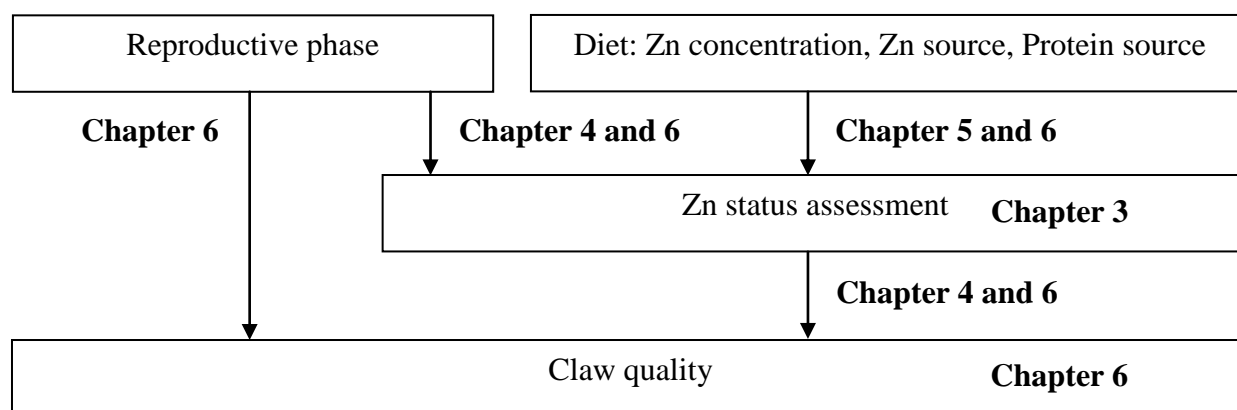 Reproductive phase
Diet: Zn concentration, Zn source, Protein source
Chapter 6
Chapter 4 and 6
Chapter 5 and 6
Zn status assessment
Chapter 3
Chapter 4 and 6
Claw quality
Chapter 6